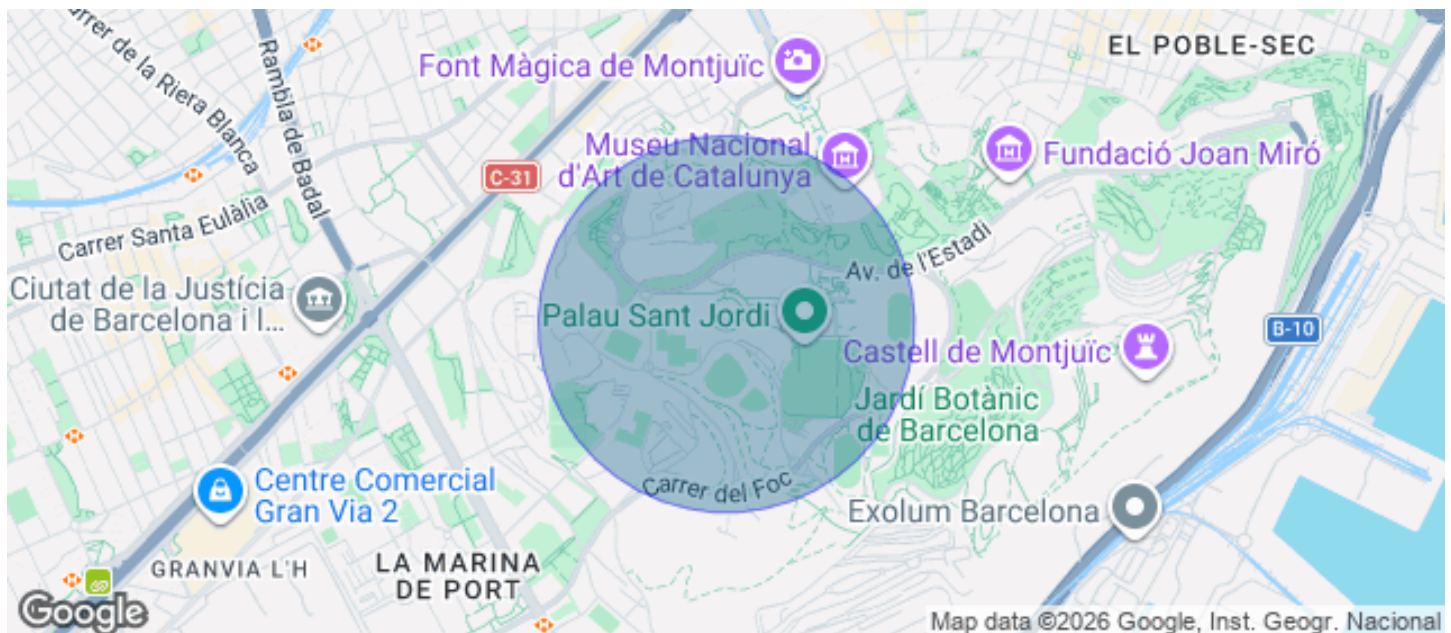 Carrer de la Riera Blanca
Rambla de Badal
Font Màgica de Montjuïc
EL POBLE-SEC
Museu Nacional
d'Art de Catalunya
Fundació Joan Miró
C-31
Carrer Santa Eulàlia
Av. de l'Estadi
Ciutat de la Justícia
de Barcelona i l...
Palau Sant Jordi
Castell de Montjuïc
B-10
Jardí Botànic
de Barcelona
Centre Comercial
Gran Via 2
Carrer del Foc
Exolum Barcelona
GRANVIA L'H
LA MARINA
DE PORT
Google
Map data ©2026 Google, Inst. Geogr. Nacional